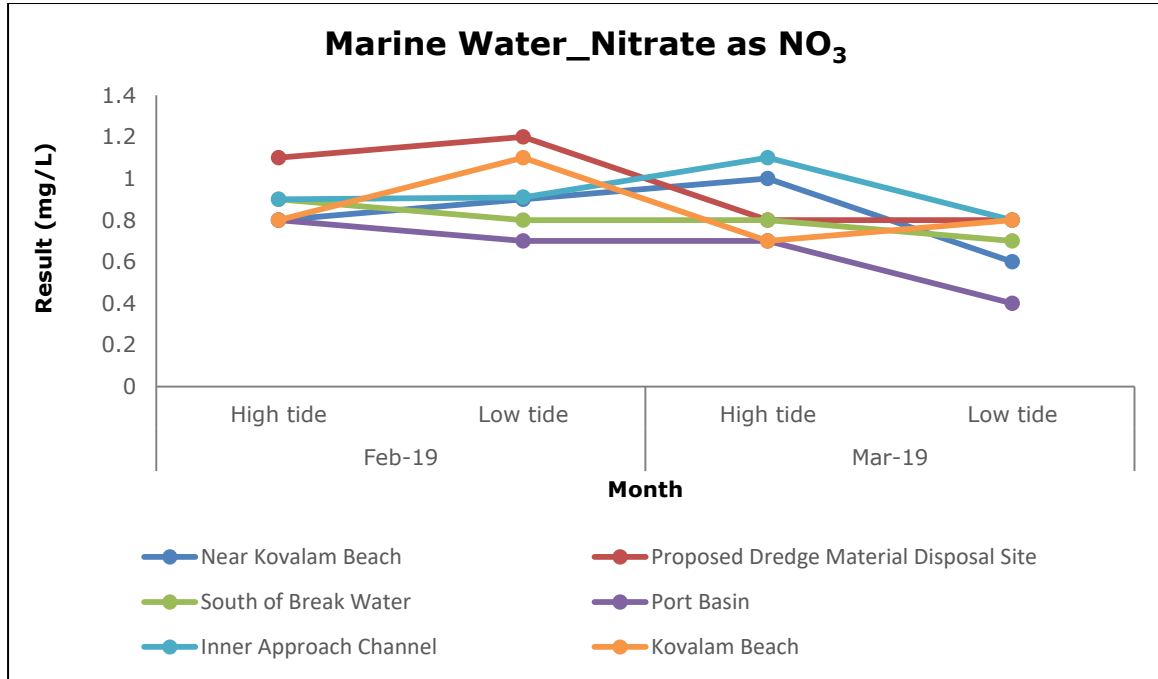 Marine Water_Nitrate as NO3
Result (mg/L)
1.4
1.2
1
0.8
0.6
0.4
0.2
0
High tide Low tide High tide Low tide
Feb-19 Mar-19
Month
Near Kovalam Beach Proposed Dredge Material Disposal Site
South of Break Water Port Basin
Inner Approach Channel Kovalam Beach